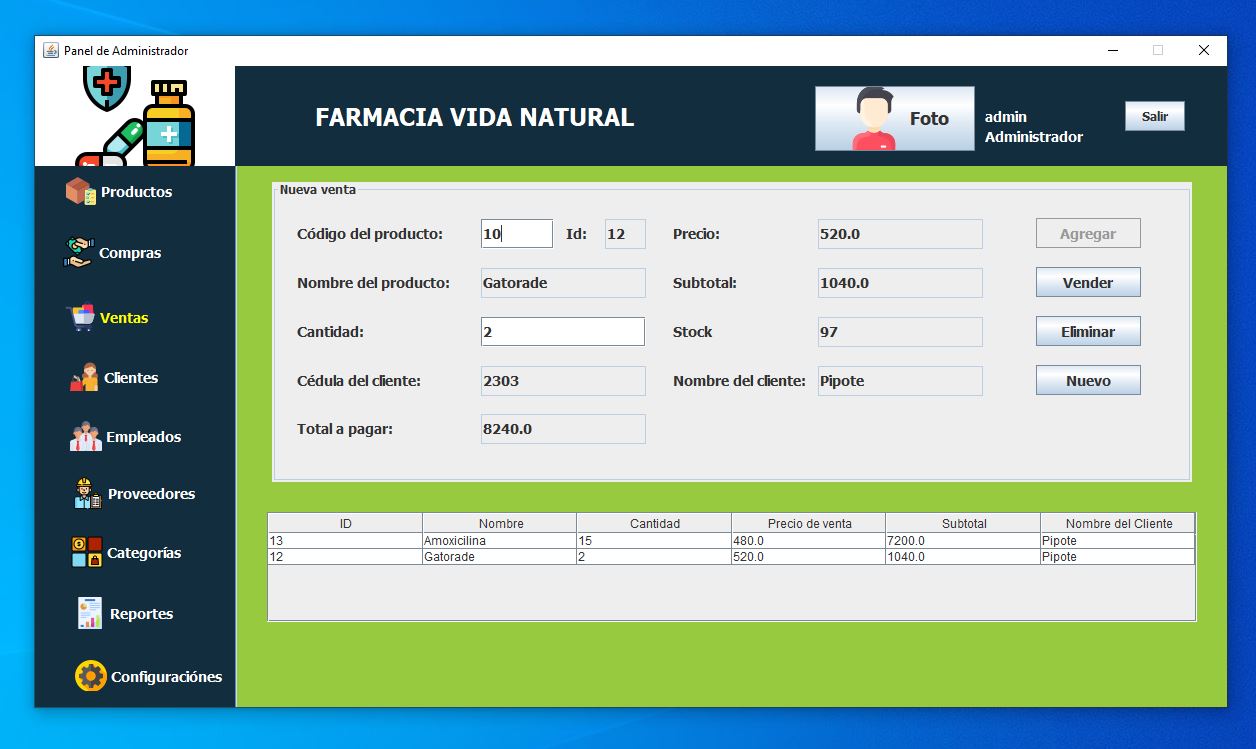 Panel de Administrador
FARMACIA VIDA NATURAL
Foto
admin
Administrador
Salir
Productos
Compras
Ventas
Clientes
Empleados
Proveedores
Categorías
Reportes
Configuraciónes
Nueva venta
Código del producto: 10 Id: 12 Precio: 520.0 Agregar
Nombre del producto: Gatorade Subtotal: 1040.0 Vender
Cantidad: 2 Stock 97 Eliminar
Cédula del cliente: 2303 Nombre del cliente: Pipote Nuevo
Total a pagar: 8240.0
ID Nombre Cantidad Precio de venta Subtotal Nombre del Cliente
13 Amoxicilina 15 480.0 7200.0 Pipote
12 Gatorade 2 520.0 1040.0 Pipote